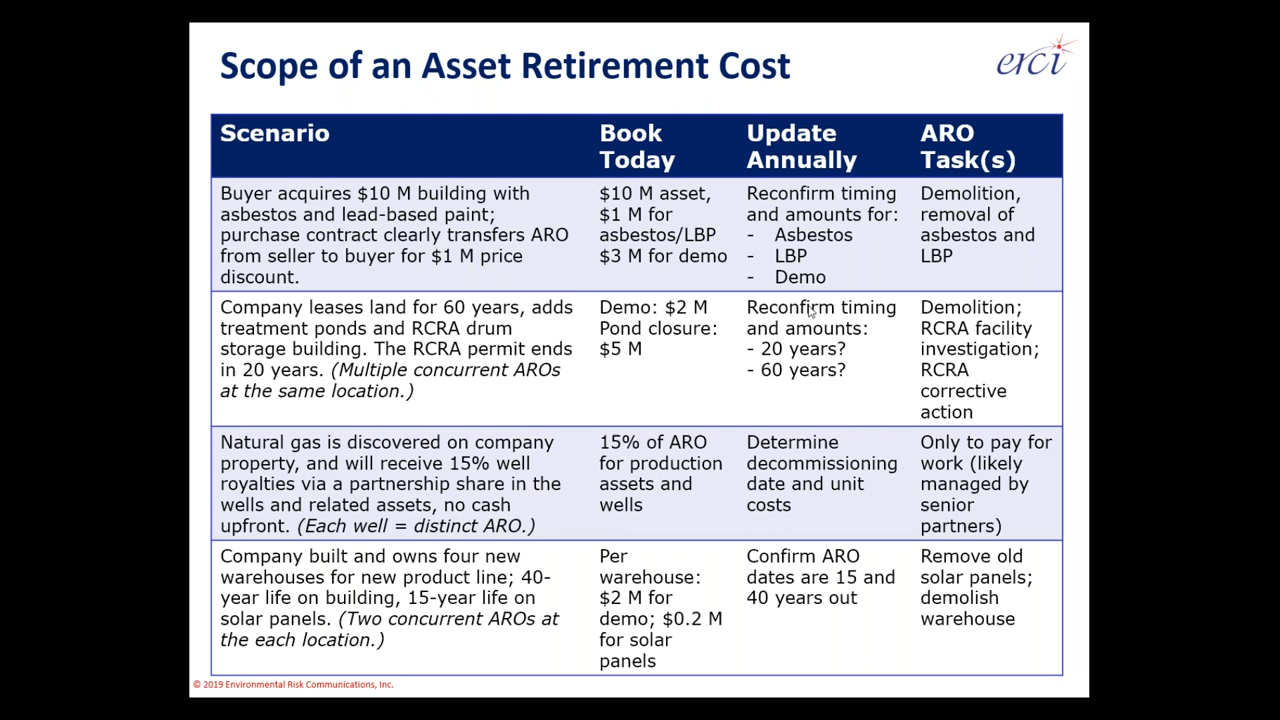 Scope of an Asset Retirement Cost
erci
Scenario
Book
Today
Update
Annually
ARO
Task(s)
Buyer acquires $10 M building with
asbestos and lead-based paint;
purchase contract clearly transfers ARO
from seller to buyer for $1 M price
discount.
$10 M asset,
$1 M for
asbestos/LBP
$3 M for demo
Reconfirm timing
and amounts for:
- Asbestos
- LBP
- Demo
Demolition,
removal of
asbestos and
LBP
Company leases land for 60 years, adds
treatment ponds and RCRA drum
storage building. The RCRA permit ends
in 20 years. (Multiple concurrent AROs
at the same location.)
Demo: $2 M
Pond closure:
$5 M
Reconfirm timing
and amounts:
- 20 years?
- 60 years?
Demolition;
RCRA facility
investigation;
RCRA
corrective
action
Natural gas is discovered on company
property, and will receive 15% well
royalties via a partnership share in the
wells and related assets, no cash
upfront. (Each well = distinct ARO.)
15% of ARO
for production
assets and
wells
Determine
decommissioning
date and unit
costs
Only to pay for
work (likely
managed by
senior
partners)
Company built and owns four new
warehouses for new product line; 40-
year life on building, 15-year life on
solar panels. (Two concurrent AROs at
the each location.)
Per
warehouse:
$2 M for
demo; $0.2 M
for solar
panels
Confirm ARO
dates are 15 and
40 years out
Remove old
solar panels;
demolish
warehouse
© 2019 Environmental Risk Communications, Inc.